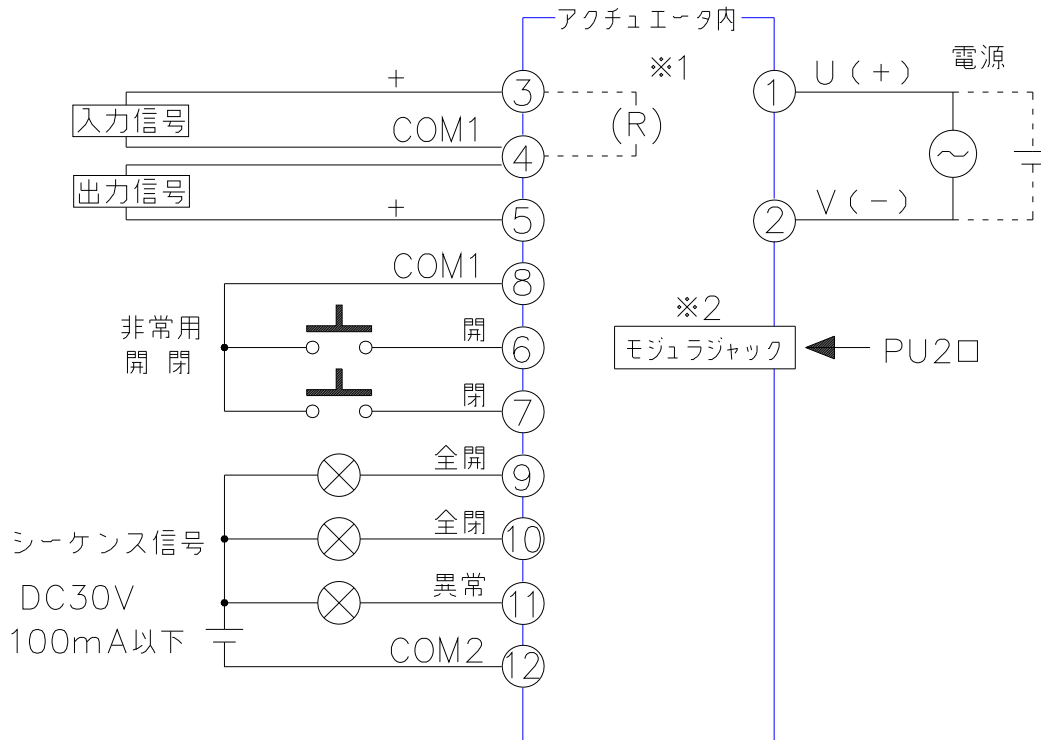 アクチュエータ内
※1
電源
+
③
(R)
①
U (+)
入力信号
COM1
④
出力信号
+
⑤
②
V (-)
COM1
⑧
非常用
開閉
開
⑥
閉
⑦
※2
モジュラジャック
PU2□
全開
⑨
シーケンス信号
全閉
⑩
DC30V
100mA以下
異常
⑪
COM2
⑫